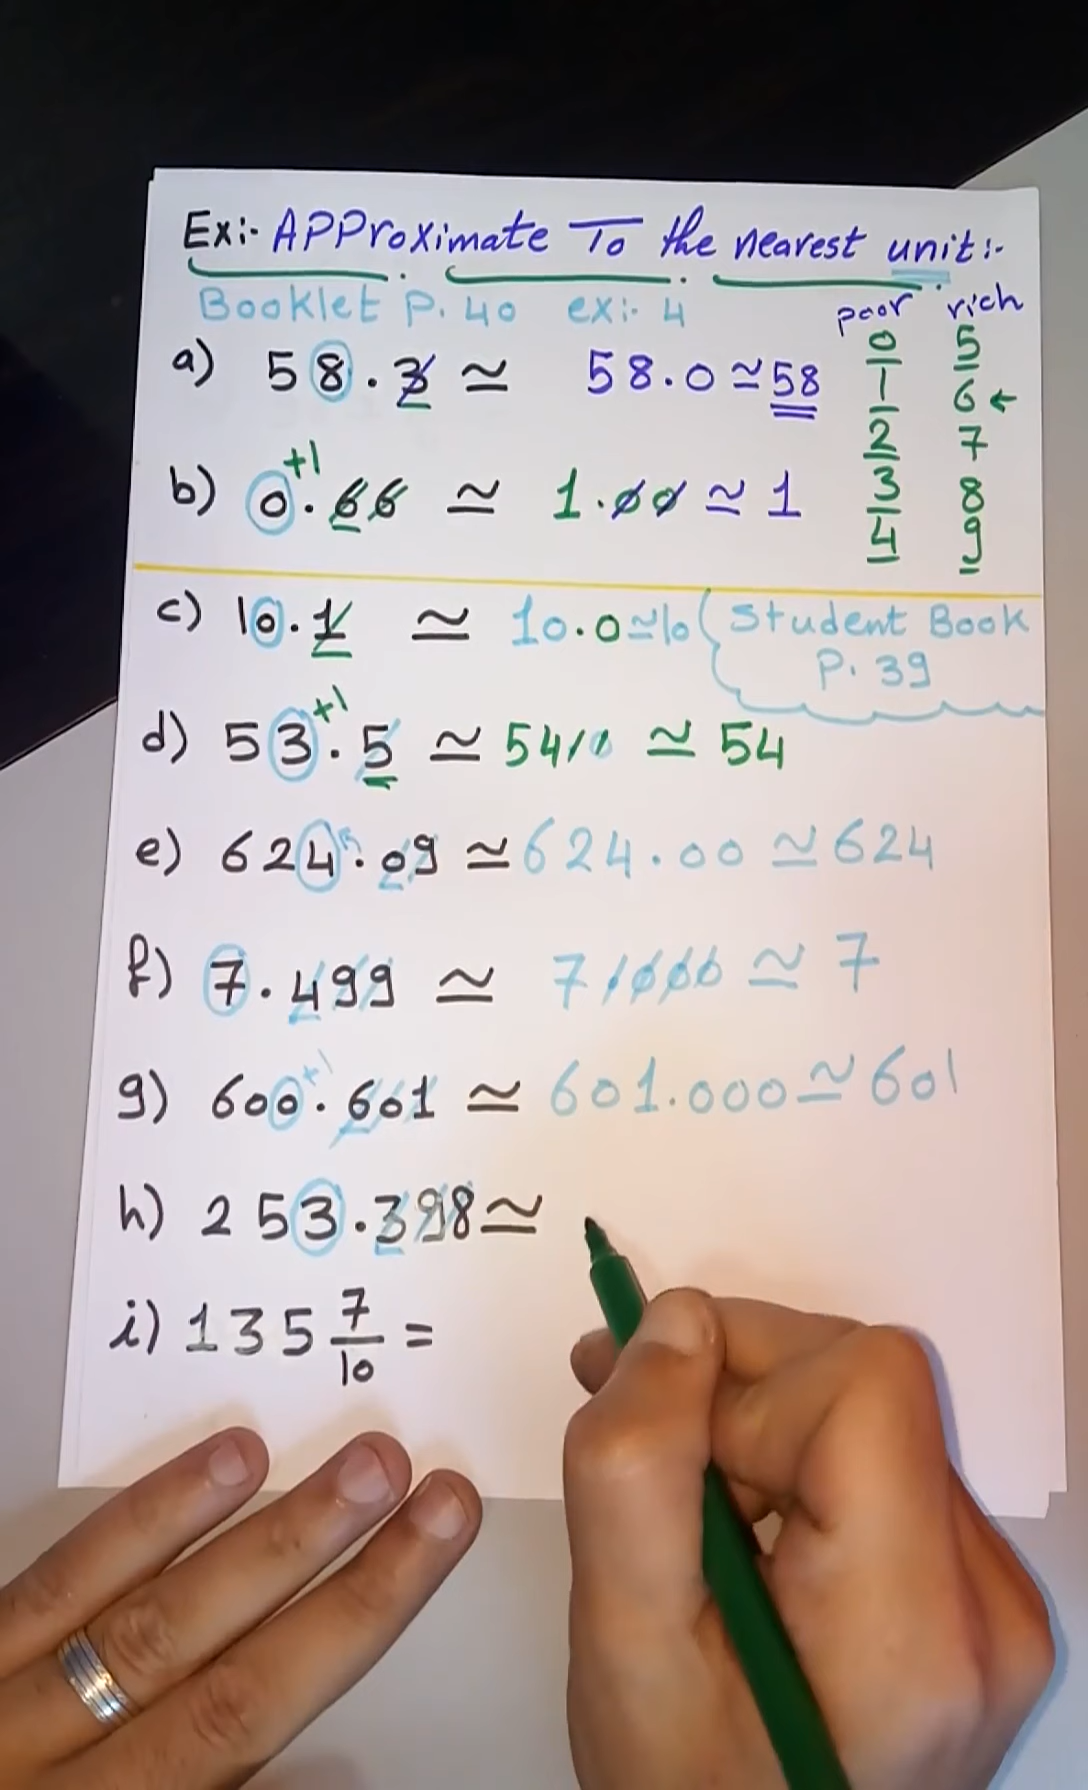 Ex:- APProximate To the nearest unit:-
Booklet P. 40 ex:- 4
poor rich
0 5
1 6 ←
2 7
3 8
4 9
a) 58.3 ≃ 58.0 ≃ 58
+1
b) 0.66 ≃ 1.00 ≃ 1
c) 10.1 ≃ 10.0 ≃ 10
Student Book
P. 39
+1
d) 53.5 ≃ 54.0 ≃ 54
e) 624.09 ≃ 624.00 ≃ 624
f) 7.499 ≃ 7.000 ≃ 7
+1
g) 600.601 ≃ 601.000 ≃ 601
h) 253.398 ≃
i) 135 7/10 =